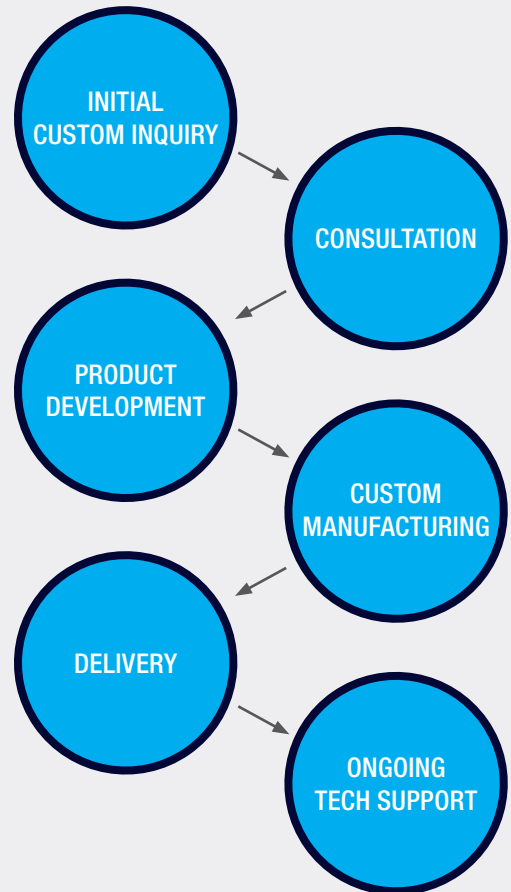 INITIAL
CUSTOM INQUIRY
CONSULTATION
PRODUCT
DEVELOPMENT
CUSTOM
MANUFACTURING
DELIVERY
ONGOING
TECH SUPPORT